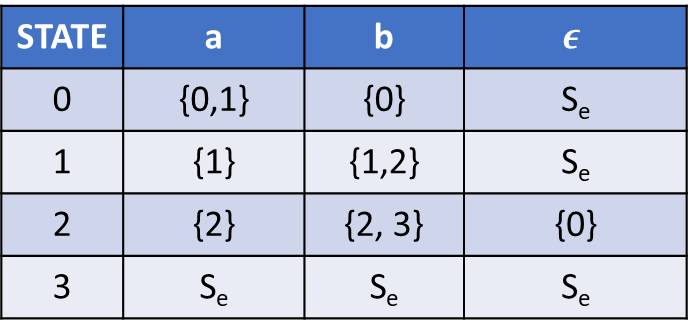 STATE a b ϵ
0 {0,1} {0} Se
1 {1} {1,2} Se
2 {2} {2, 3} {0}
3 Se Se Se